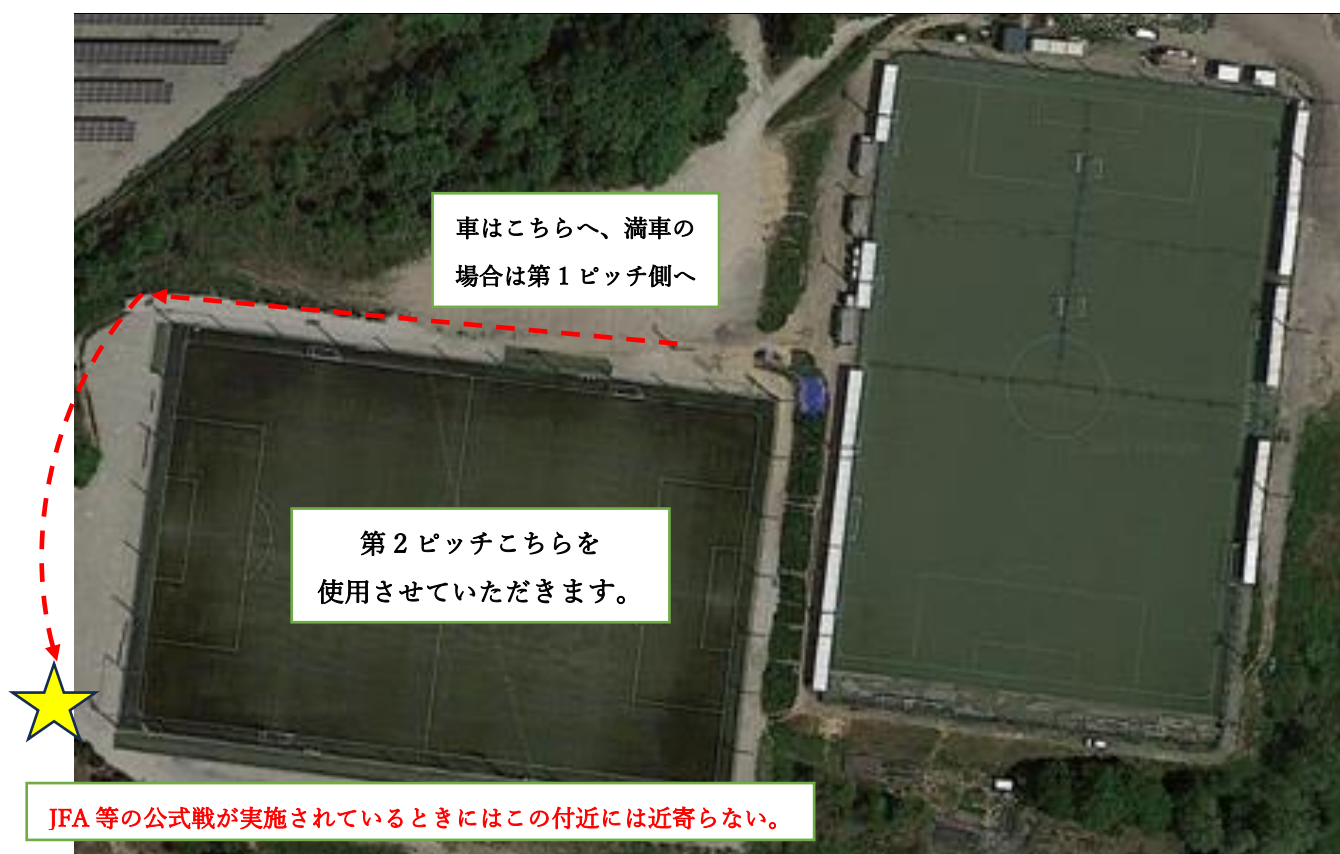 車はこちらへ、満車の
場合は第1ピッチ側へ
第2ピッチこちらを
使用させていただきます。
JFA 等の公式戦が実施されているときにはこの付近には近寄らない。